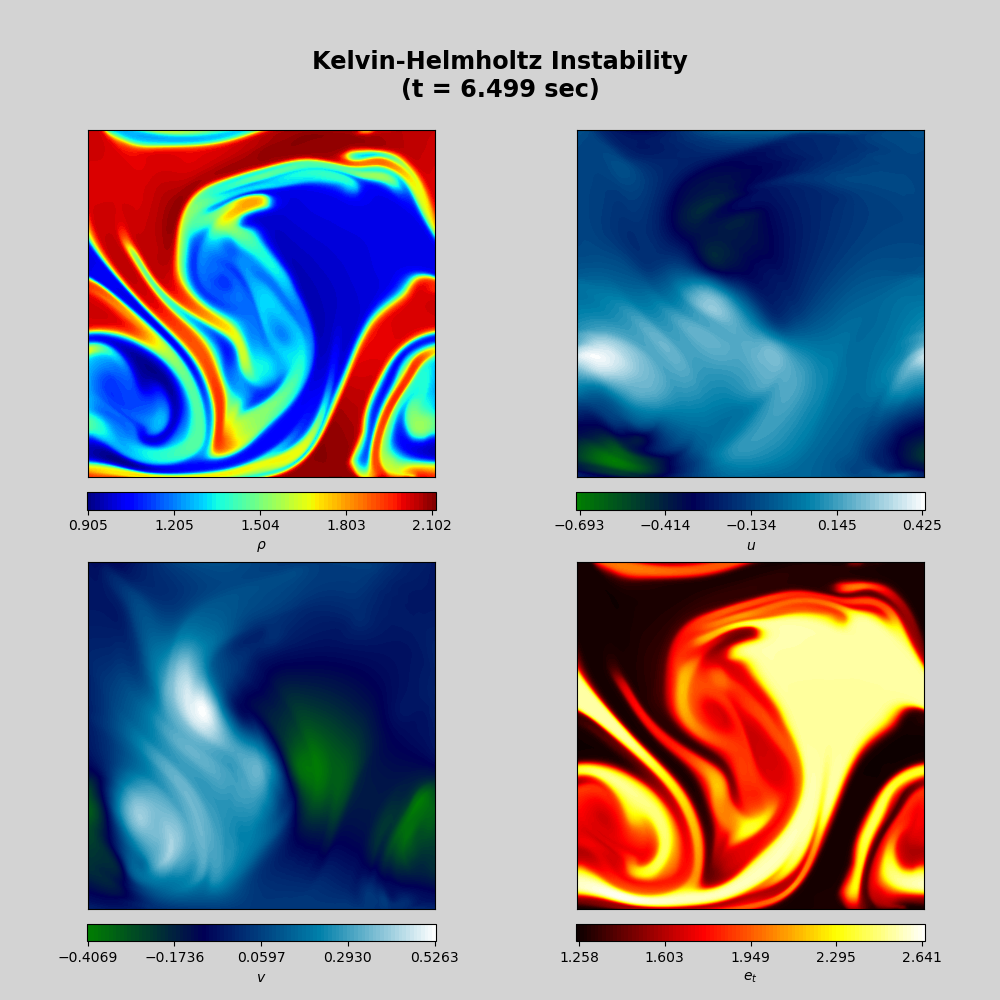 Kelvin-Helmholtz Instability
(t = 6.499 sec)
0.905 1.205 1.504 1.803 2.102
ρ
−0.693 −0.414 −0.134 0.145 0.425
u
−0.4069 −0.1736 0.0597 0.2930 0.5263
v
1.258 1.603 1.949 2.295 2.641
eₜ